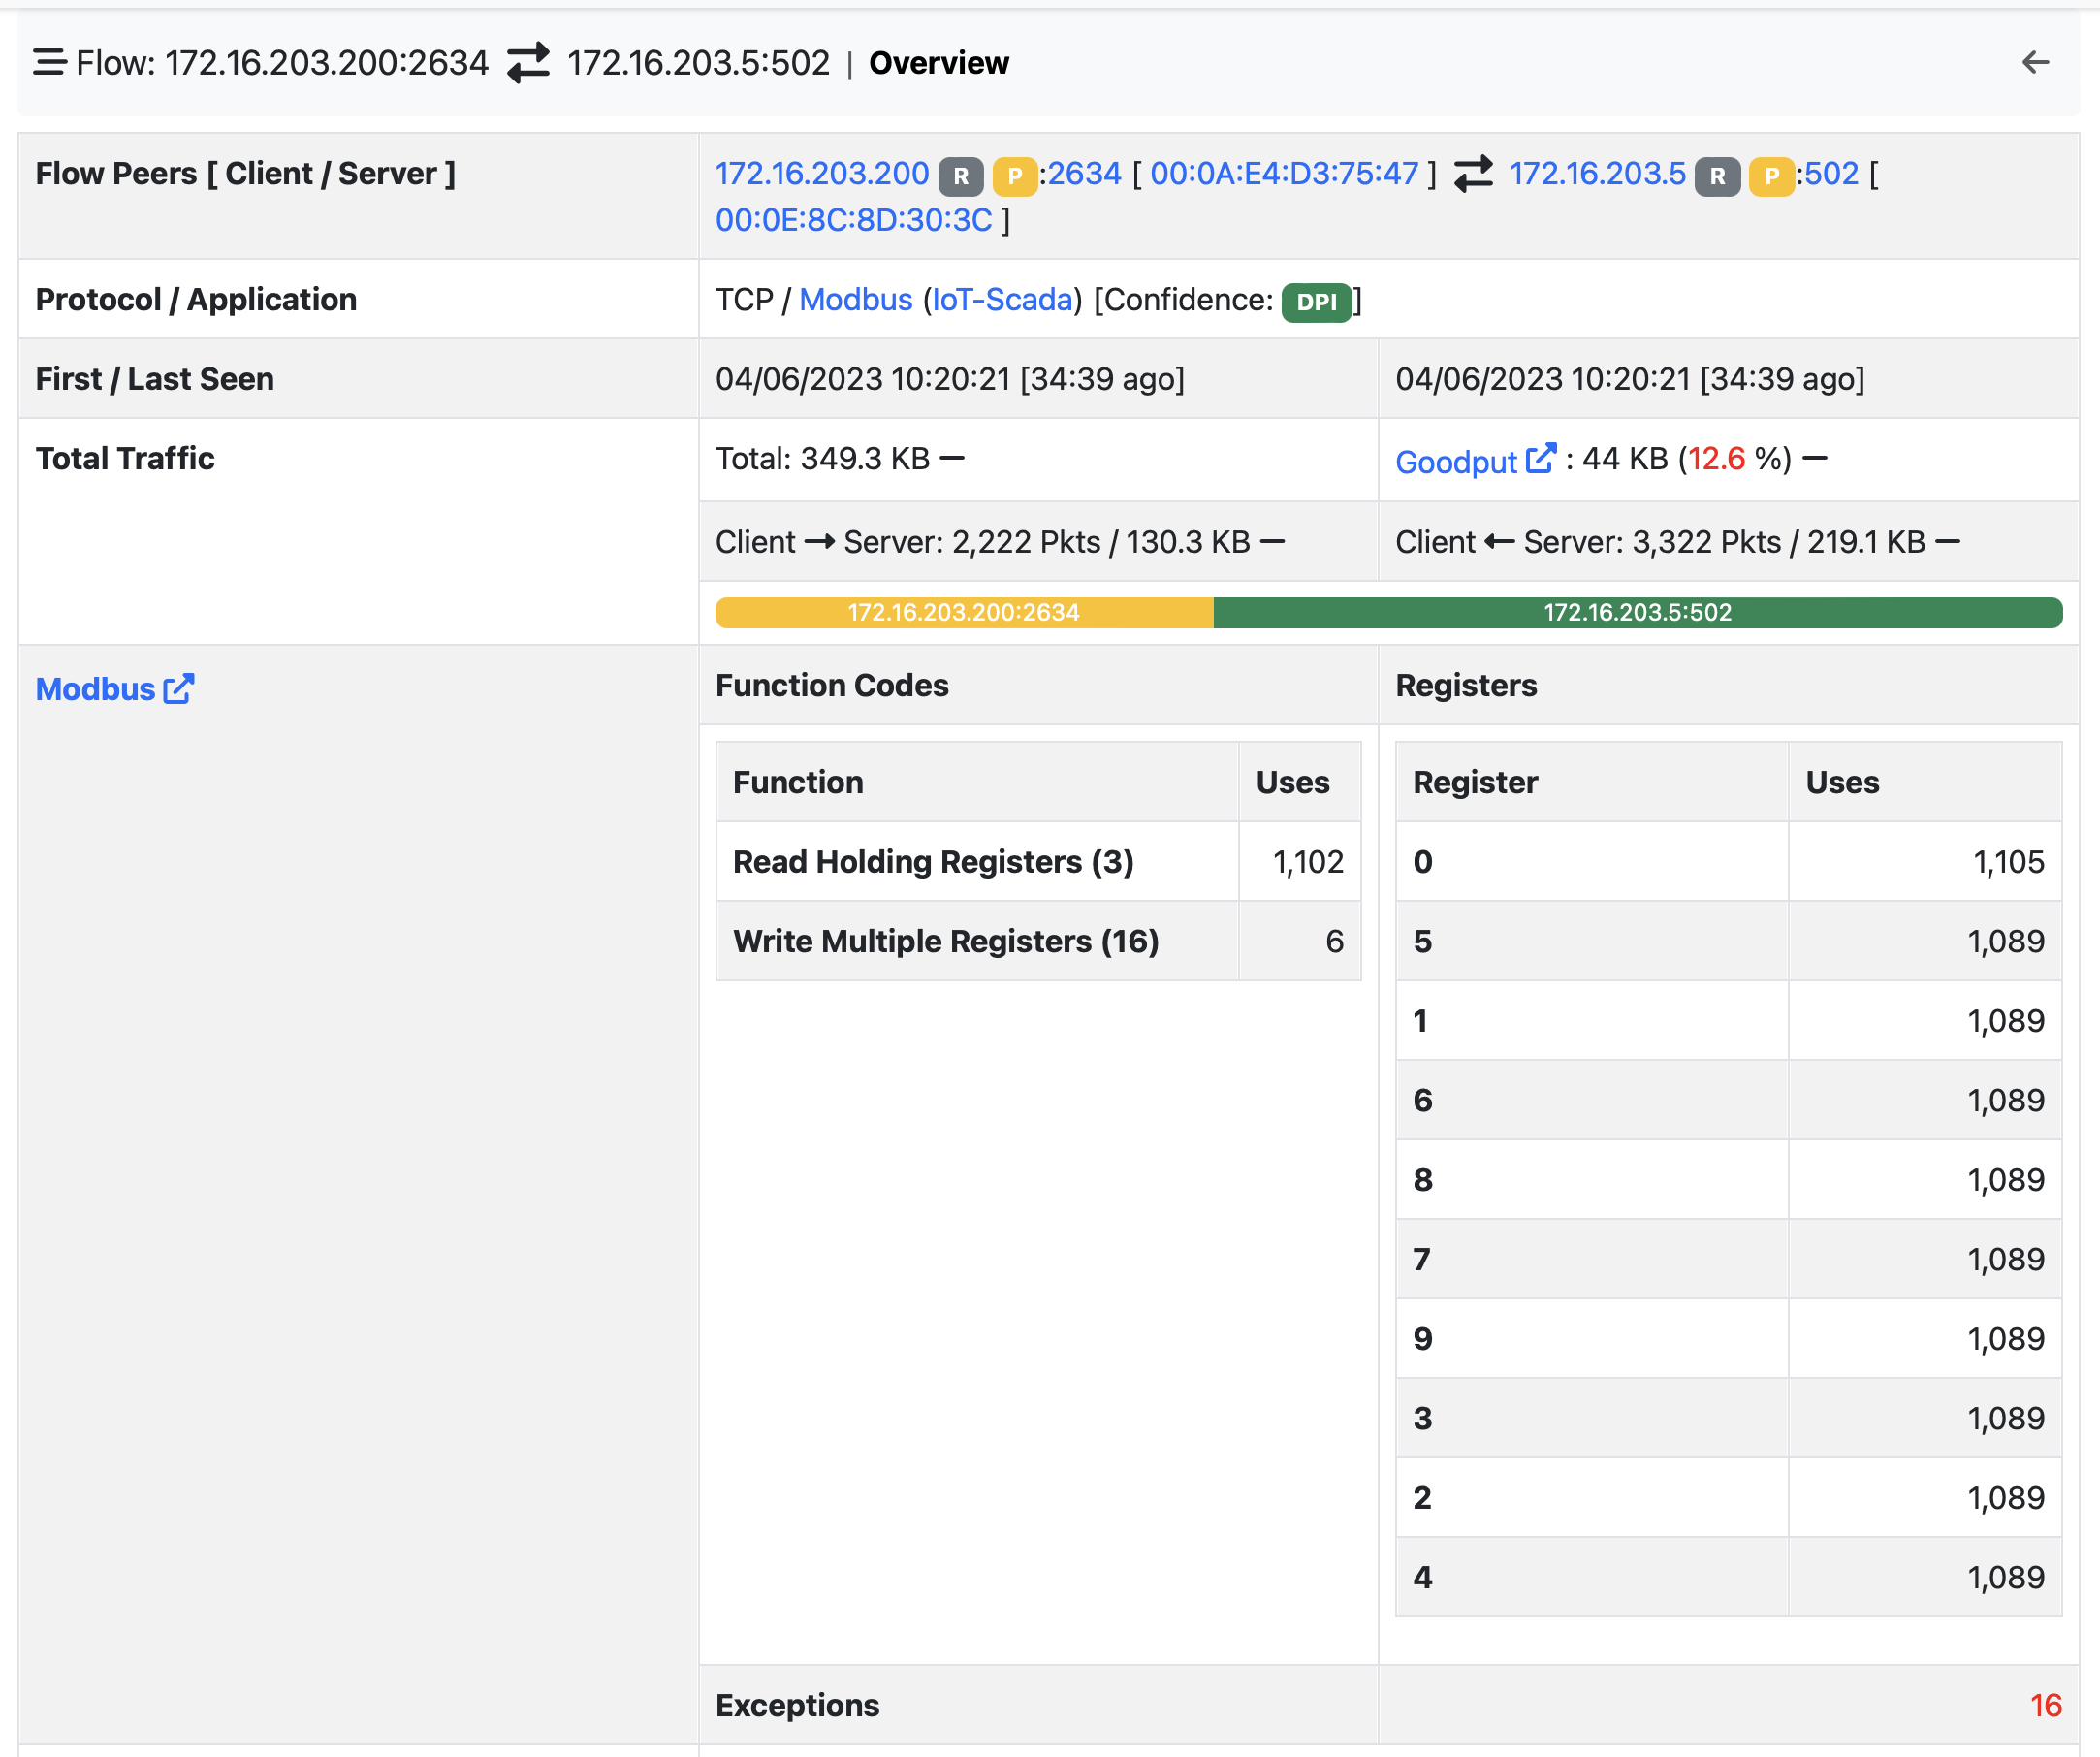 Flow: 172.16.203.200:2634 ⇄ 172.16.203.5:502 | Overview ←
Flow Peers [ Client / Server ] 172.16.203.200 R P :2634 [ 00:0A:E4:D3:75:47 ] ⇄ 172.16.203.5 R P :502 [
00:0E:8C:8D:30:3C ]
Protocol / Application TCP / Modbus (IoT-Scada) [Confidence: DPI]
First / Last Seen 04/06/2023 10:20:21 [34:39 ago] 04/06/2023 10:20:21 [34:39 ago]
Total Traffic Total: 349.3 KB — Goodput : 44 KB (12.6 %) —
Client → Server: 2,222 Pkts / 130.3 KB — Client ← Server: 3,322 Pkts / 219.1 KB —
172.16.203.200:2634 172.16.203.5:502
Modbus Function Codes Registers
Function Uses Register Uses
Read Holding Registers (3) 1,102 0 1,105
Write Multiple Registers (16) 6 5 1,089
1 1,089
6 1,089
8 1,089
7 1,089
9 1,089
3 1,089
2 1,089
4 1,089
Exceptions 16